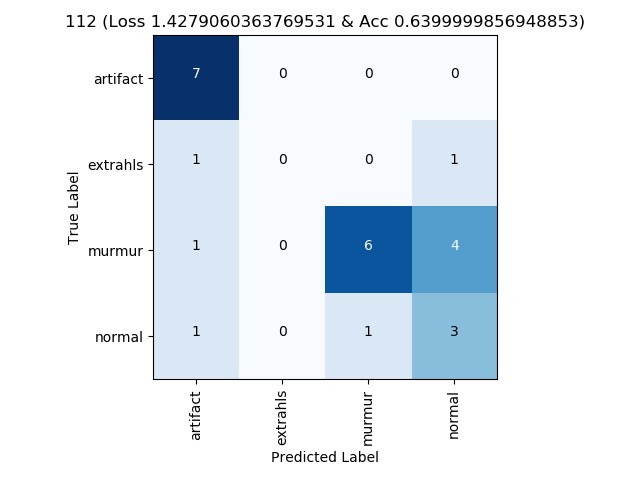 112 (Loss 1.4279060363769531 & Acc 0.6399999856948853)
True Label
artifact 7 0 0 0
extrahls 1 0 0 1
murmur 1 0 6 4
normal 1 0 1 3
artifact extrahls murmur normal
Predicted Label